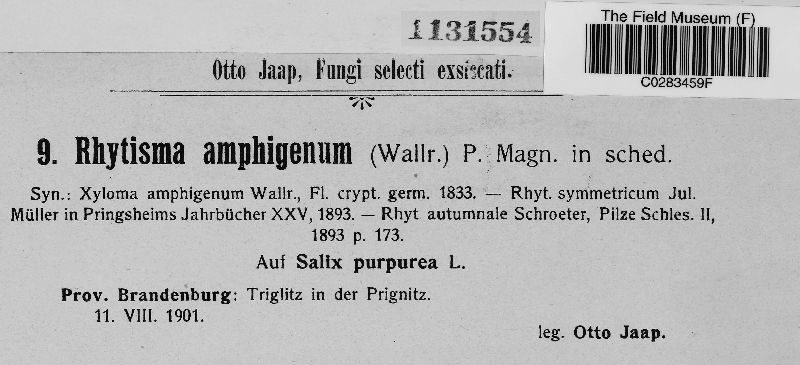 1131554
The Field Museum (F)
C0283459F
Otto Jaap, Fungi selecti exsiccati.
9. Rhytisma amphigenum (Wallr.) P. Magn. in sched.
Syn.: Xyloma amphigenum Wallr., Fl. crypt. germ. 1833. — Rhyt. symmetricum Jul.
Müller in Pringsheims Jahrbücher XXV, 1893. — Rhyt autumnale Schroeter, Pilze Schles. II,
1893 p. 173.
Auf Salix purpurea L.
Prov. Brandenburg: Triglitz in der Prignitz.
11. VIII. 1901.
leg. Otto Jaap.